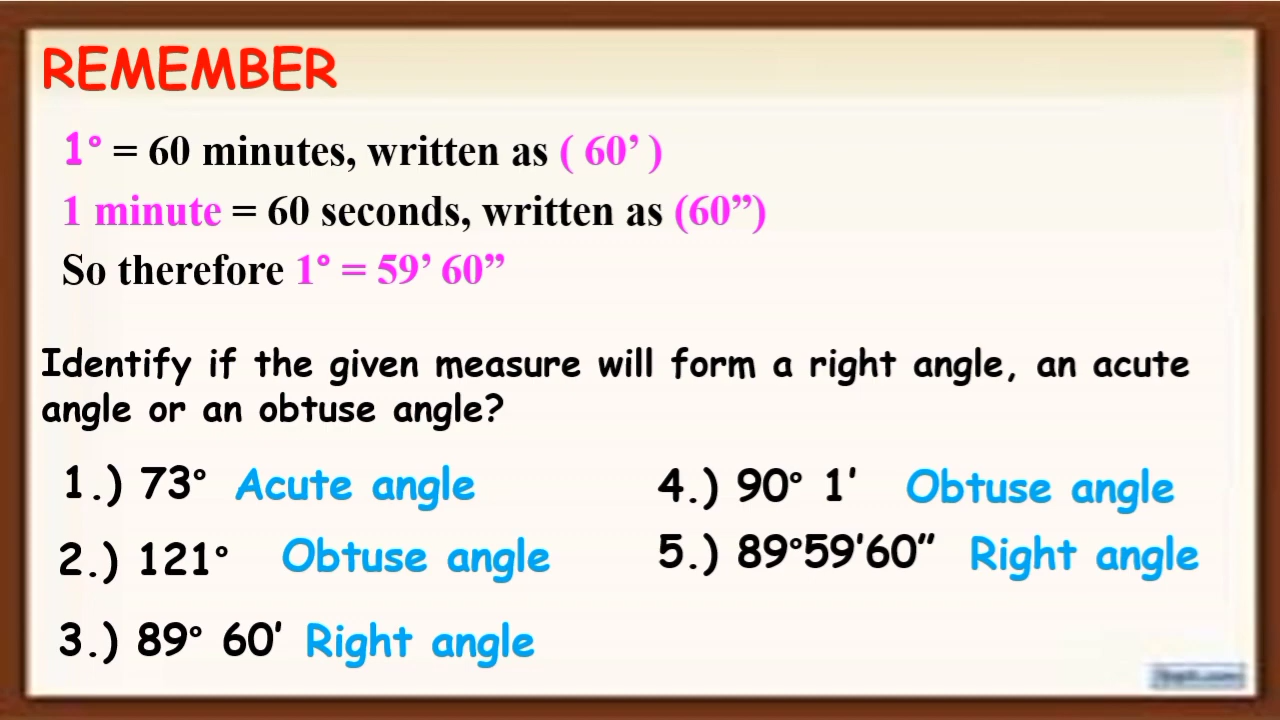 REMEMBER
1° = 60 minutes, written as ( 60’ )
1 minute = 60 seconds, written as (60”)
So therefore 1° = 59’ 60”
Identify if the given measure will form a right angle, an acute
angle or an obtuse angle?
1.) 73° Acute angle
2.) 121° Obtuse angle
3.) 89° 60′ Right angle
4.) 90° 1′ Obtuse angle
5.) 89°59′60″ Right angle